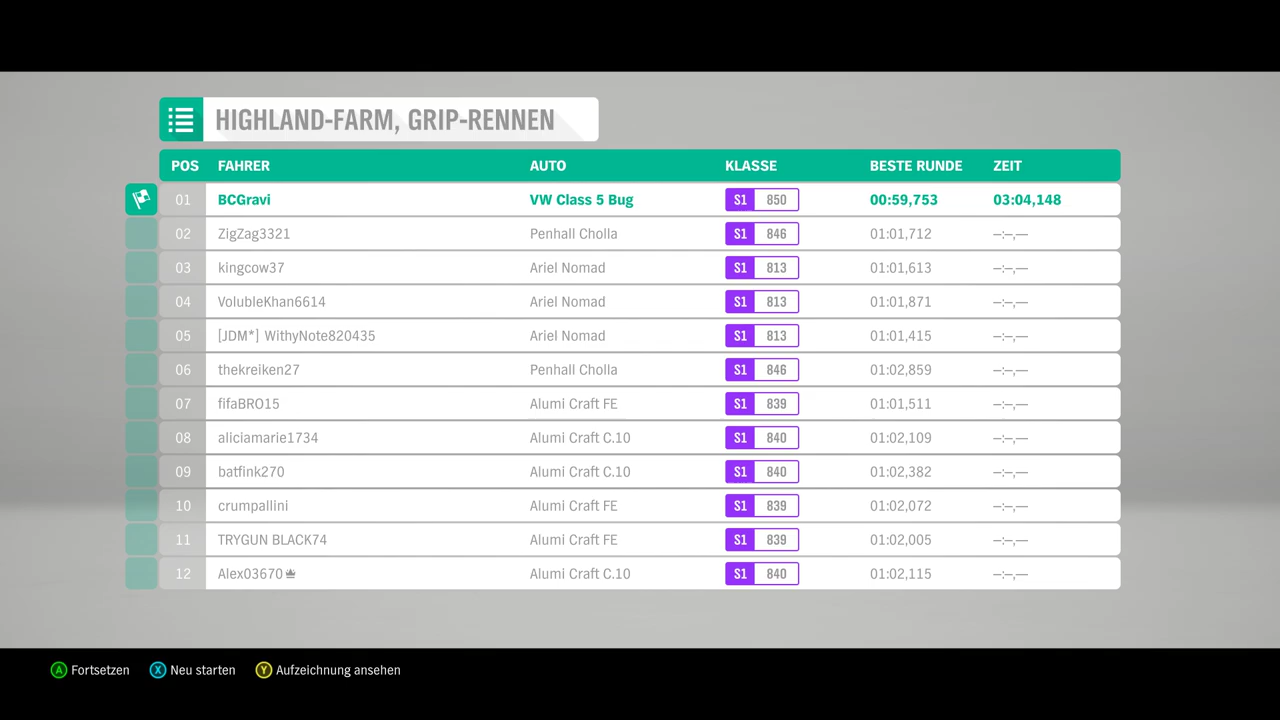 HIGHLAND-FARM, GRIP-RENNEN
POS FAHRER AUTO KLASSE BESTE RUNDE ZEIT
01 BCGravi VW Class 5 Bug S1 850 00:59,753 03:04,148
02 ZigZag3321 Penhall Cholla S1 846 01:01,712 --:--,---
03 kingcow37 Ariel Nomad S1 813 01:01,613 --:--,---
04 VolubleKhan6614 Ariel Nomad S1 813 01:01,871 --:--,---
05 [JDM*] WithyNote820435 Ariel Nomad S1 813 01:01,415 --:--,---
06 thekreiken27 Penhall Cholla S1 846 01:02,859 --:--,---
07 fifaBRO15 Alumi Craft FE S1 839 01:01,511 --:--,---
08 aliciamarie1734 Alumi Craft C.10 S1 840 01:02,109 --:--,---
09 batfink270 Alumi Craft C.10 S1 840 01:02,382 --:--,---
10 crumpallini Alumi Craft FE S1 839 01:02,072 --:--,---
11 TRYGUN BLACK74 Alumi Craft FE S1 839 01:02,005 --:--,---
12 Alex03670 Alumi Craft C.10 S1 840 01:02,115 --:--,---
A Fortsetzen X Neu starten Y Aufzeichnung ansehen